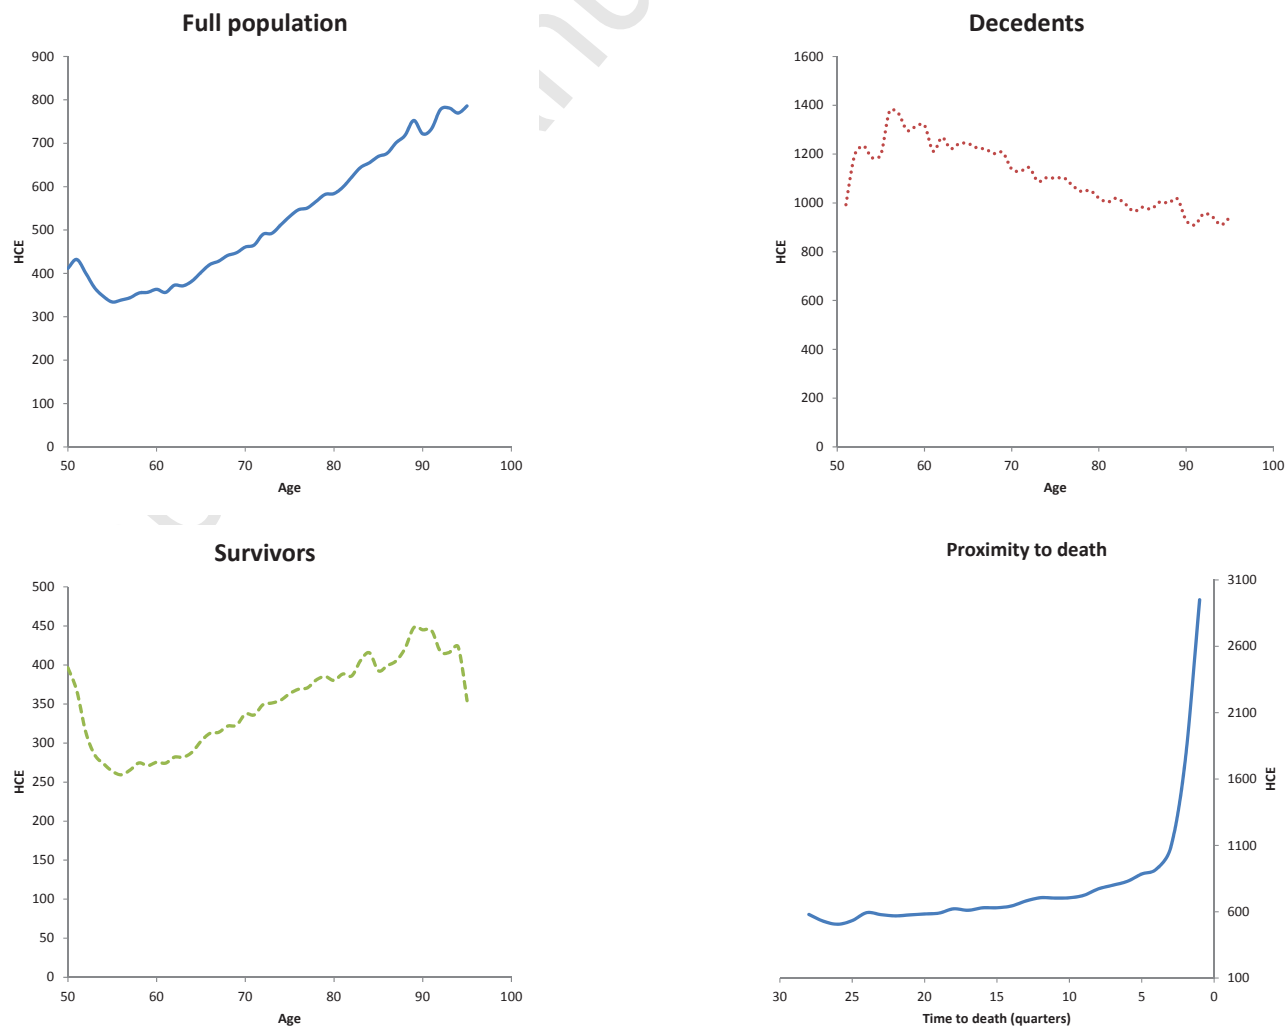 Full population
900
800
700
600
500
400
300
200
100
0
HCE
50 60 70 80 90 100
Age
Decedents
1600
1400
1200
1000
800
600
400
200
0
HCE
50 60 70 80 90 100
Age
Survivors
500
450
400
350
300
250
200
150
100
50
0
HCE
50 60 70 80 90 100
Age
Proximity to death
3100
2600
2100
1600
1100
600
100
HCE
30 25 20 15 10 5 0
Time to death (quarters)